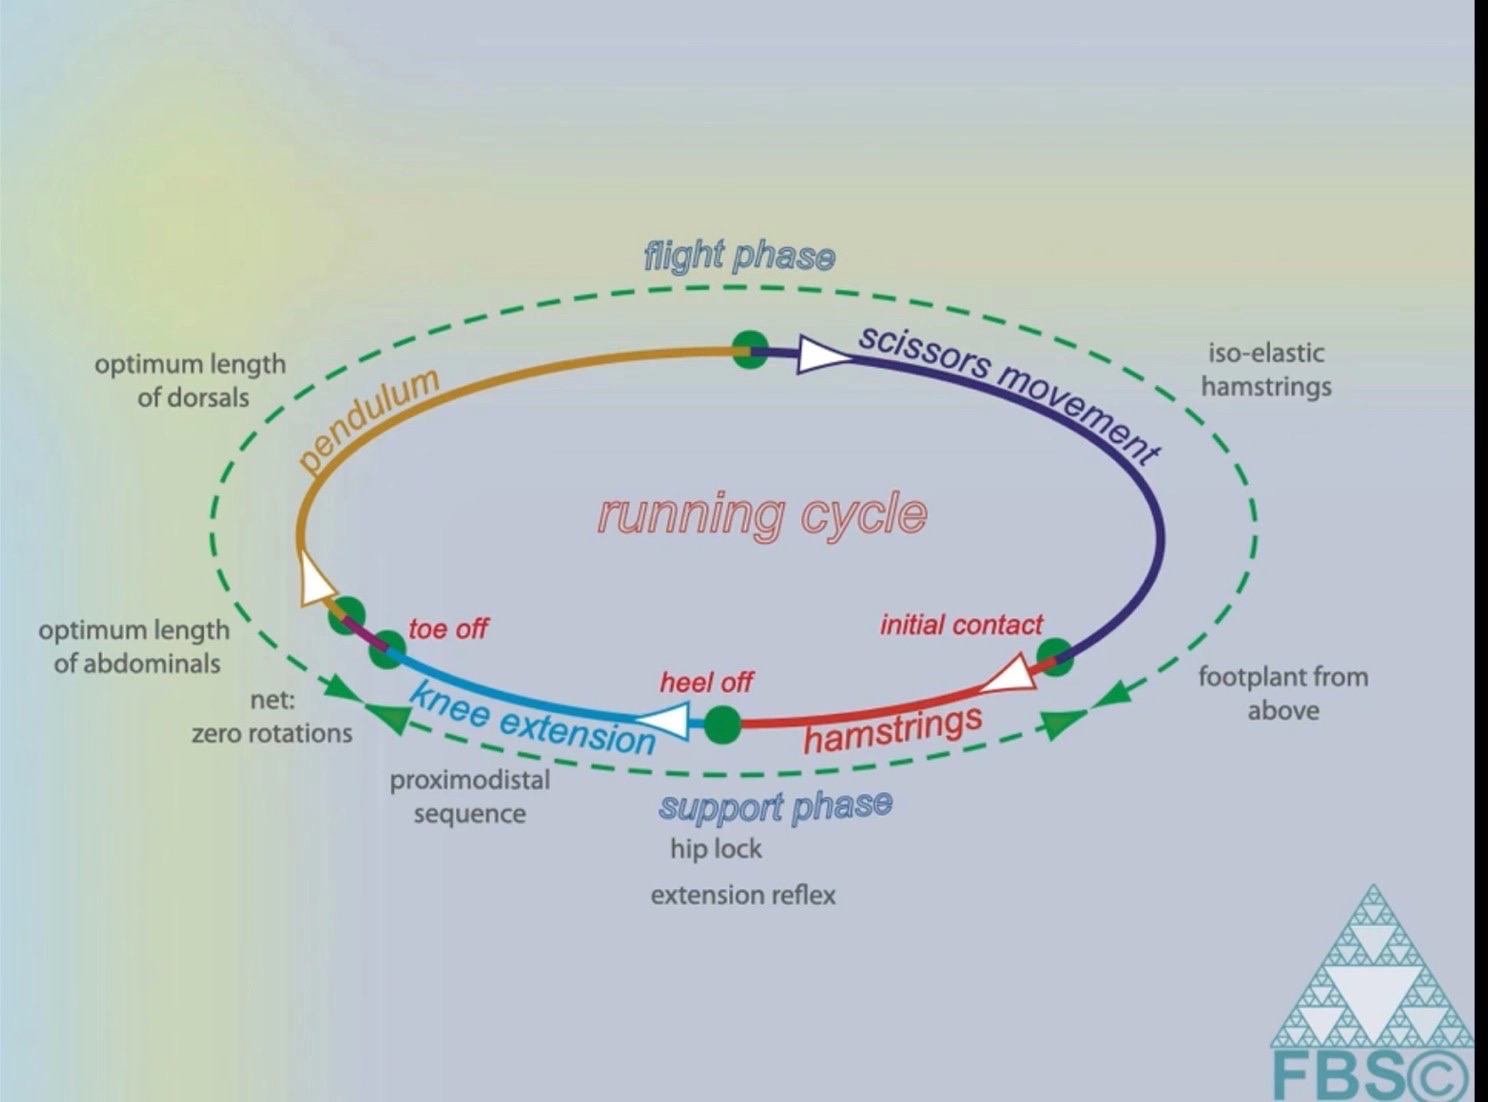 flight phase
scissors movement
iso-elastic
hamstrings
optimum length
of dorsals
pendulum
running cycle
initial contact
toe off
optimum length
of abdominals
heel off
footplant from
above
net:
zero rotations
knee extension
hamstrings
proximodistal
sequence
support phase
hip lock
extension reflex
FBS©